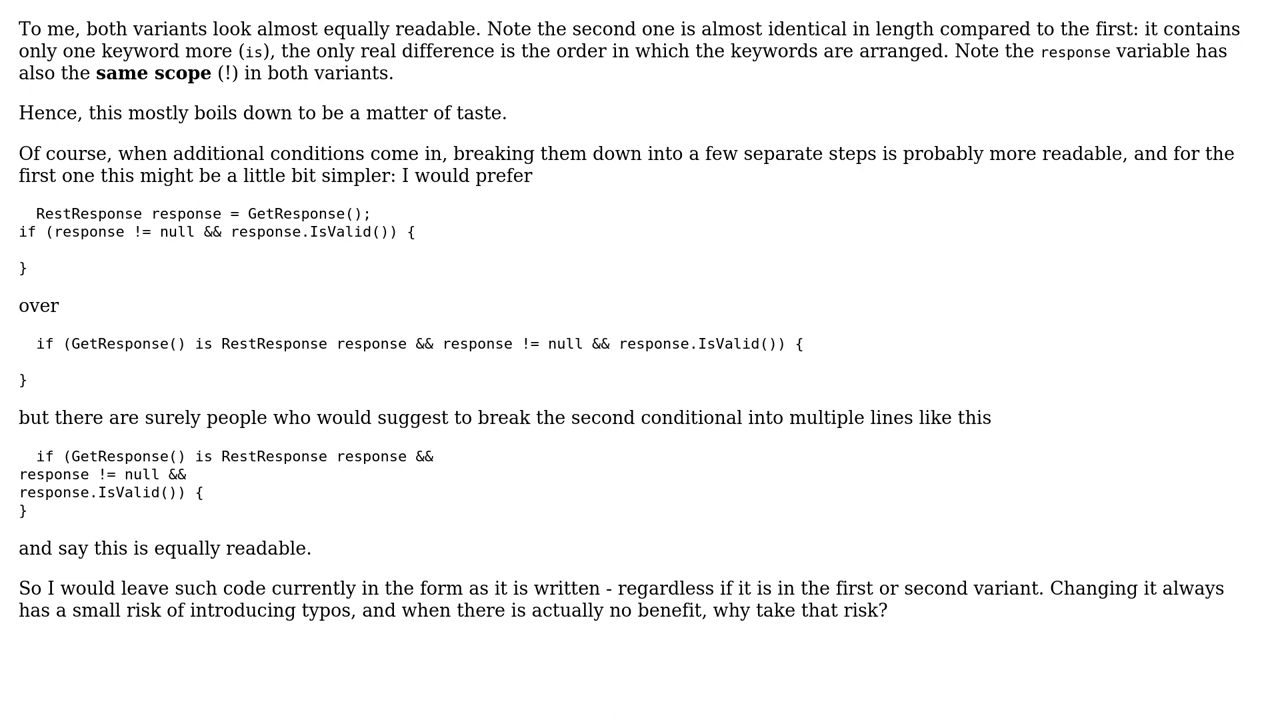 To me, both variants look almost equally readable. Note the second one is almost identical in length compared to the first: it contains
only one keyword more (is), the only real difference is the order in which the keywords are arranged. Note the response variable has
also the same scope (!) in both variants.
Hence, this mostly boils down to be a matter of taste.
Of course, when additional conditions come in, breaking them down into a few separate steps is probably more readable, and for the
first one this might be a little bit simpler: I would prefer
RestResponse response = GetResponse();
if (response != null && response.IsValid()) {
}
over
if (GetResponse() is RestResponse response && response != null && response.IsValid()) {
}
but there are surely people who would suggest to break the second conditional into multiple lines like this
if (GetResponse() is RestResponse response &&
response != null &&
response.IsValid()) {
}
and say this is equally readable.
So I would leave such code currently in the form as it is written - regardless if it is in the first or second variant. Changing it always
has a small risk of introducing typos, and when there is actually no benefit, why take that risk?